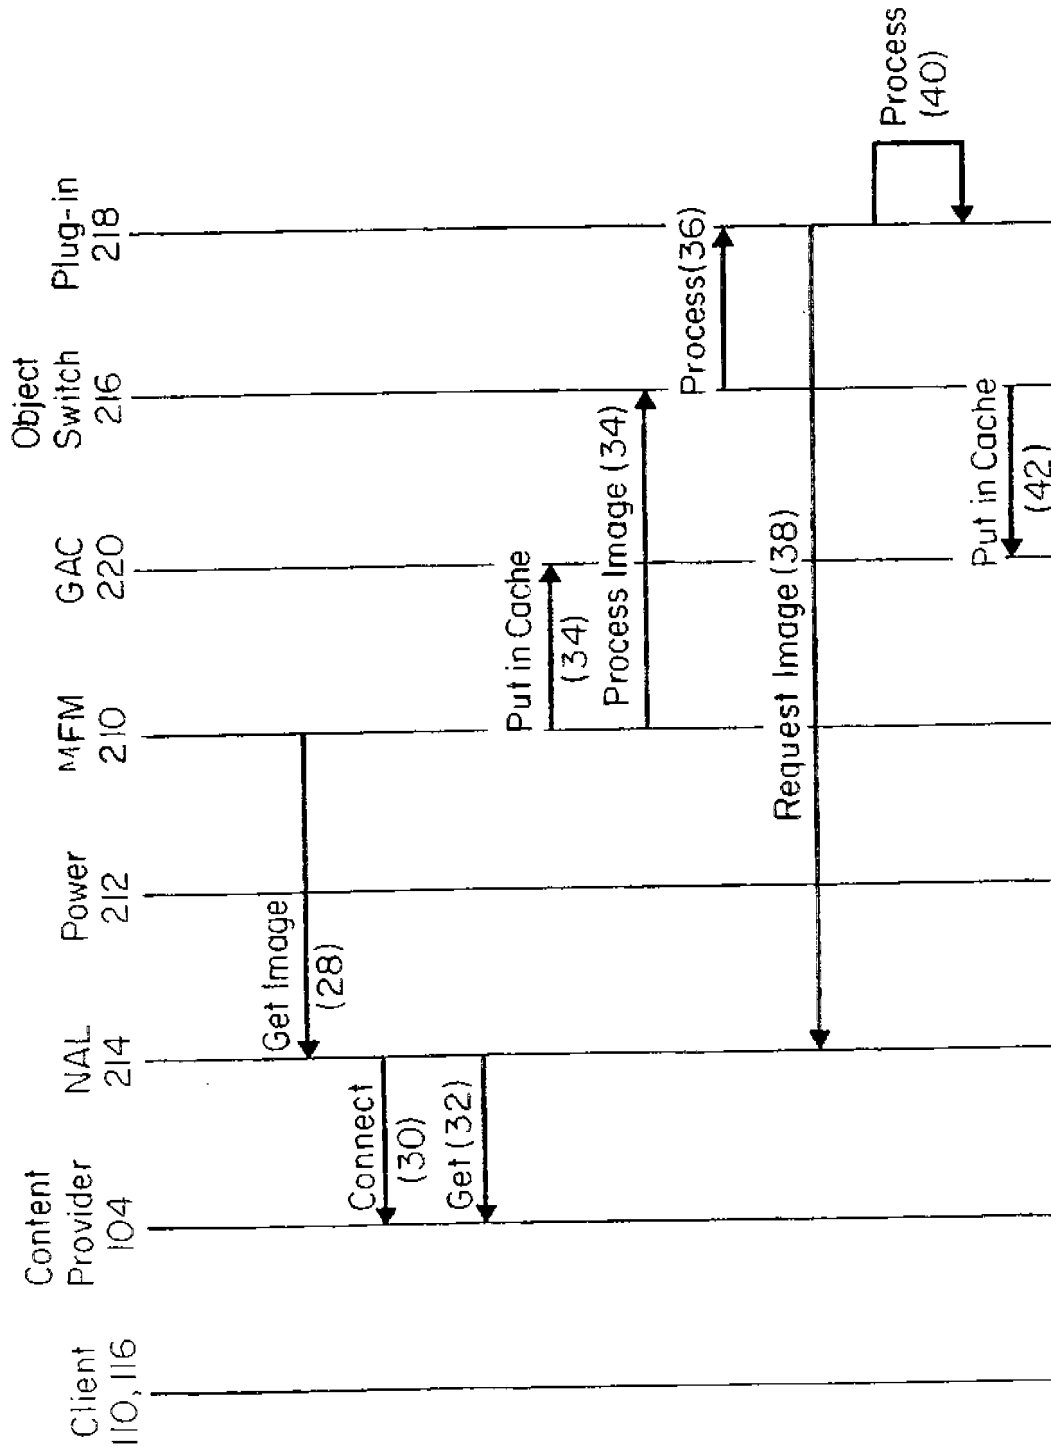 Client
110, 116
Content
Provider
104
NAL
214
Power
212
MFM
210
GAC
220
Object
Switch
216
Plug-in
218
Get Image
(28)
Connect
(30)
Get (32)
Put in Cache
(34)
Process Image (34)
Process(36)
Request Image (38)
Process
(40)
Put in Cache
(42)